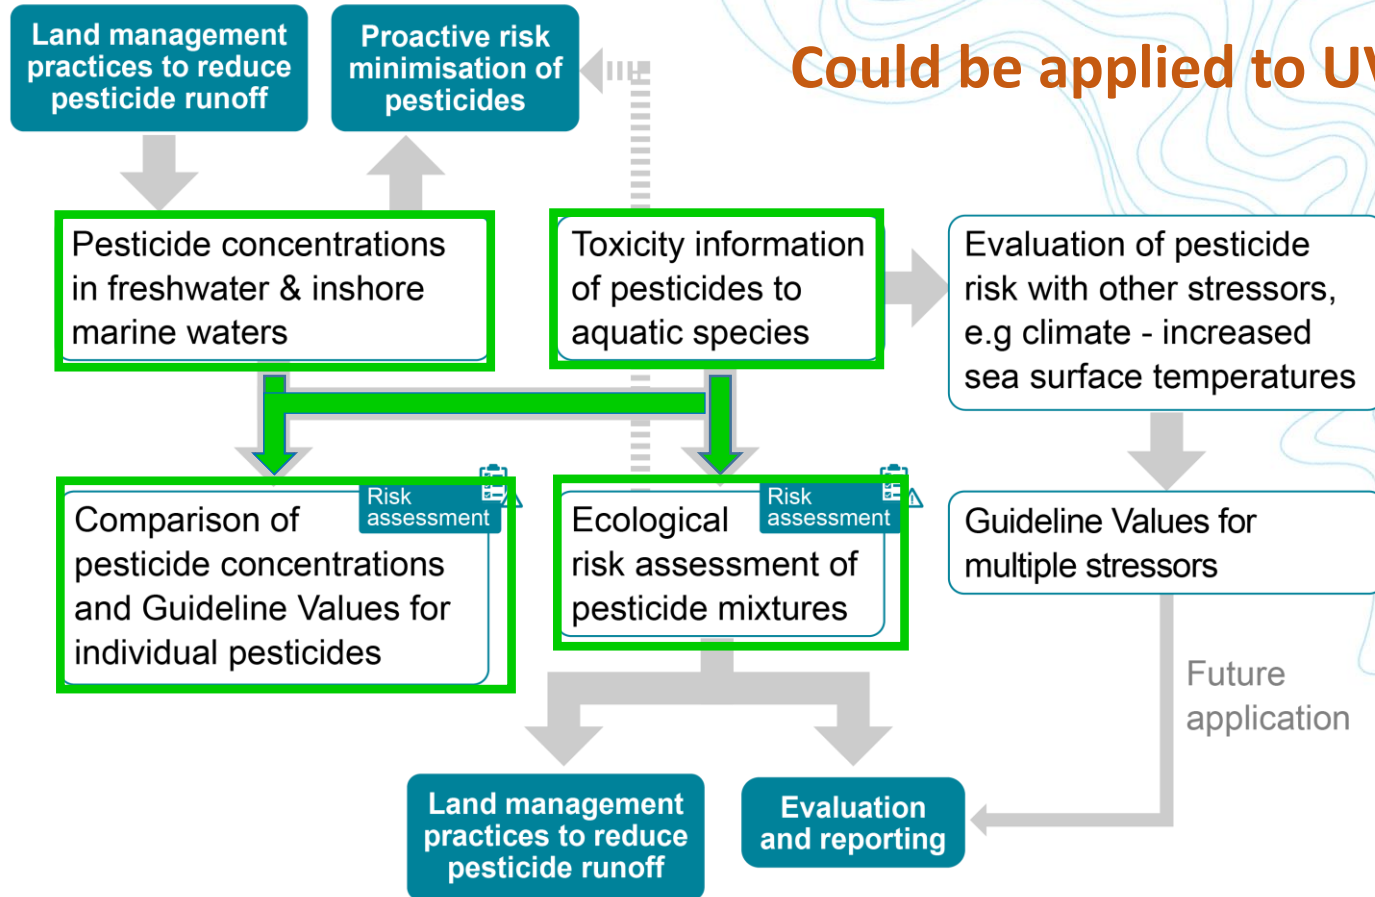 Land management
practices to reduce
pesticide runoff
Proactive risk
minimisation of
pesticides
Could be applied to UV
Pesticide concentrations
in freshwater & inshore
marine waters
Toxicity information
of pesticides to
aquatic species
Evaluation of pesticide
risk with other stressors,
e.g climate - increased
sea surface temperatures
Risk
assessment
Comparison of
pesticide concentrations
and Guideline Values for
individual pesticides
Risk
assessment
Ecological
risk assessment of
pesticide mixtures
Guideline Values for
multiple stressors
Future
application
Land management
practices to reduce
pesticide runoff
Evaluation
and reporting